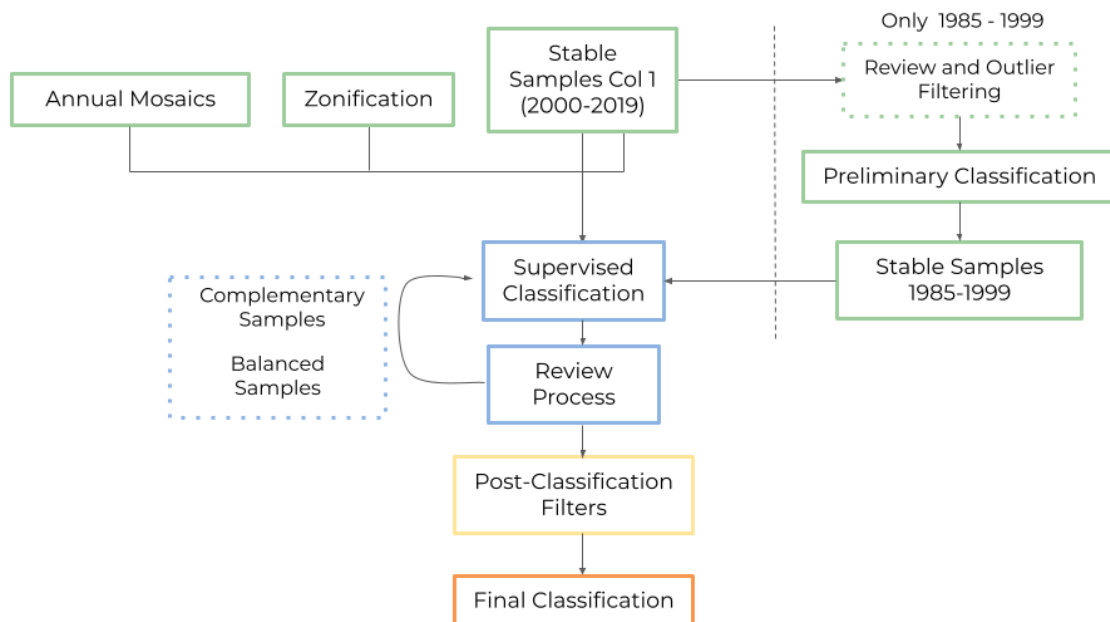 Only 1985 - 1999
Stable
Samples Col 1
(2000-2019)
Annual Mosaics
Zonification
Review and Outlier
Filtering
Preliminary Classification
Stable Samples
1985-1999
Supervised
Classification
Complementary
Samples
Balanced
Samples
Review
Process
Post-Classification
Filters
Final Classification